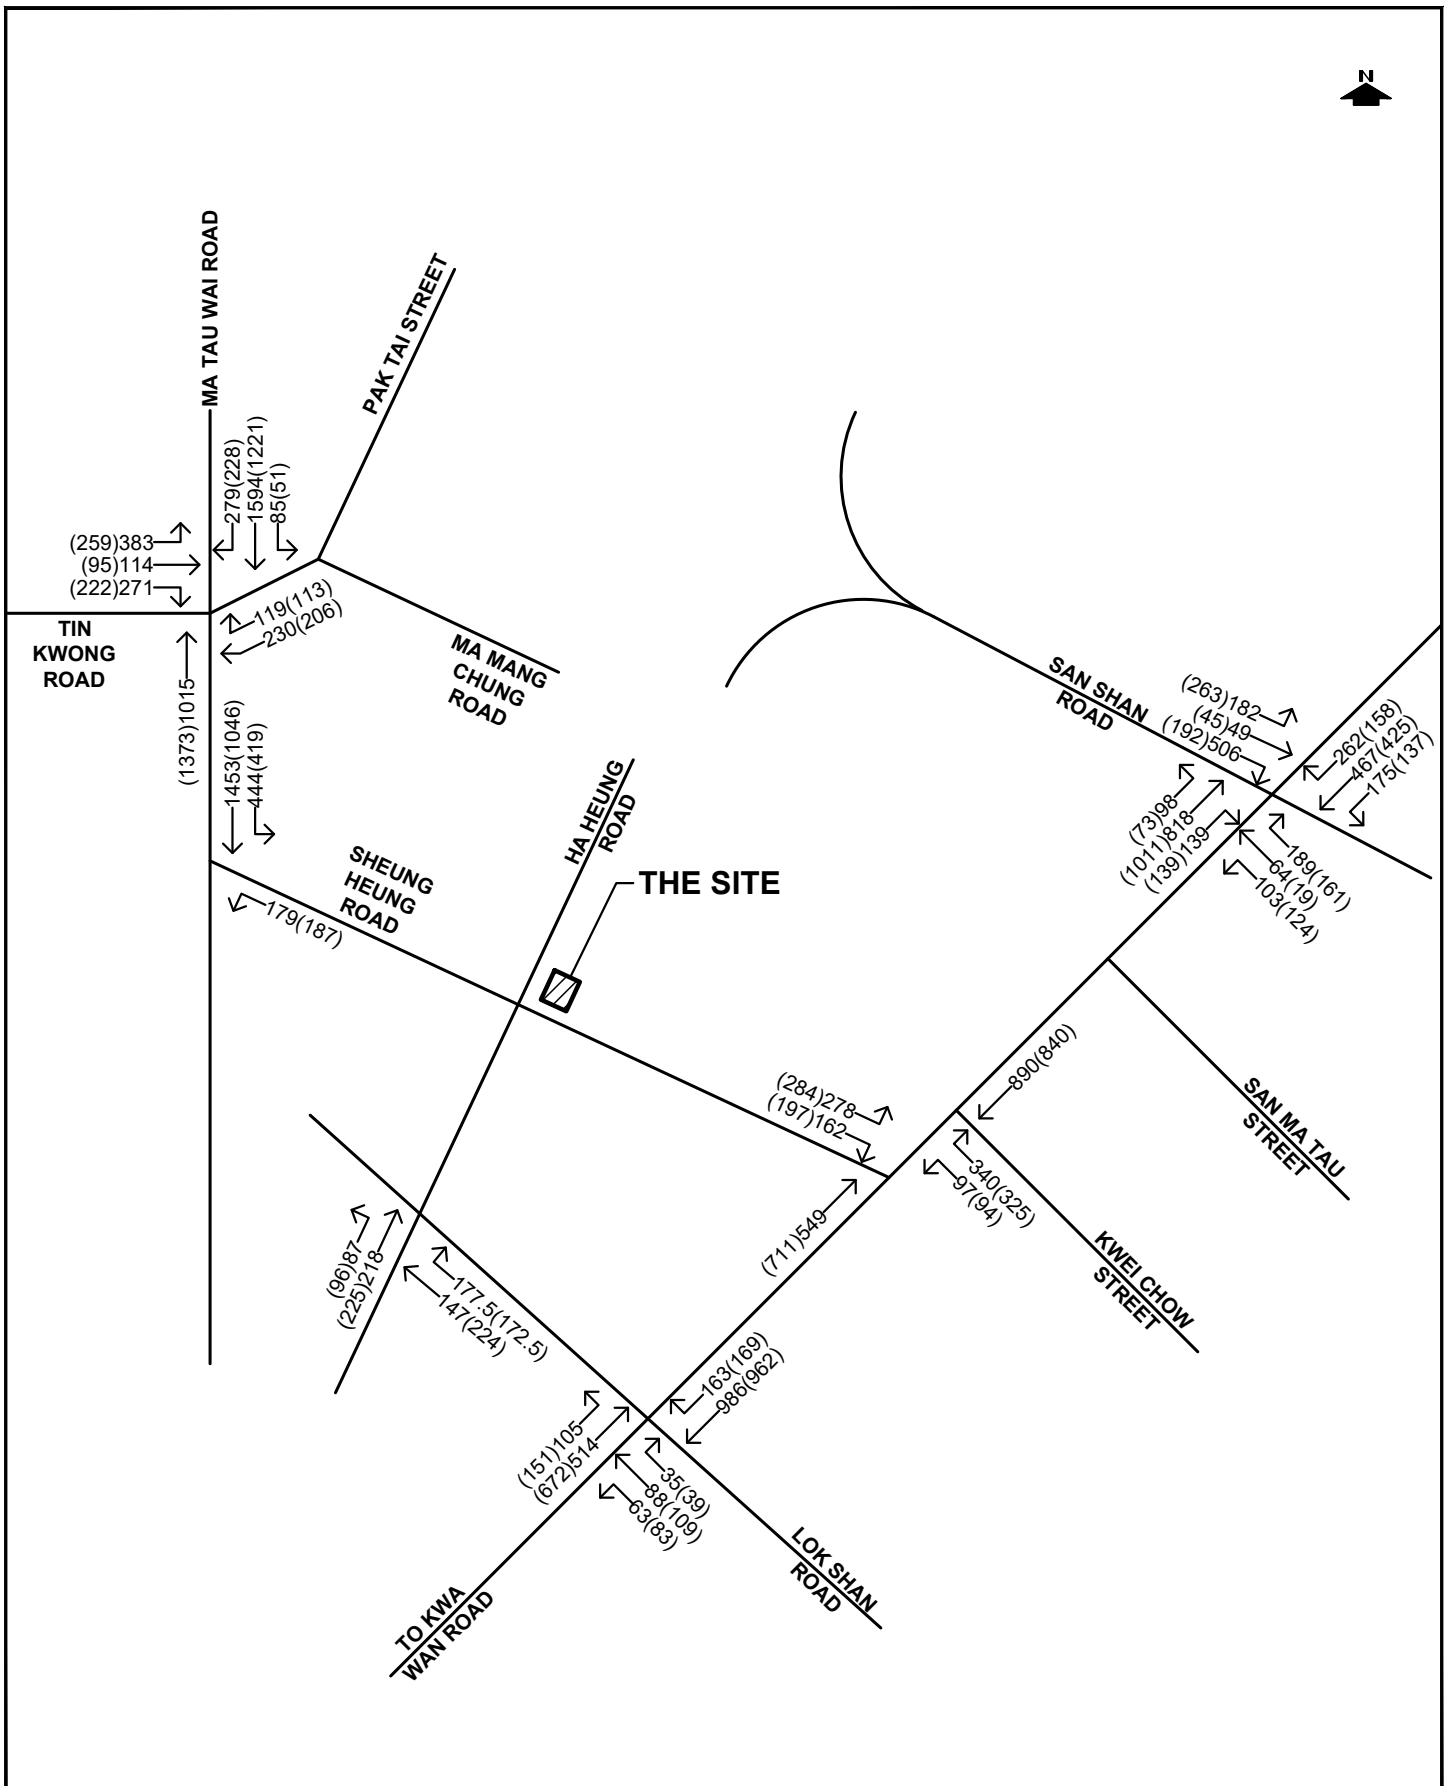 N
MA TAU WAI ROAD
PAK TAI STREET
279(228)
1594(1221)
85(51)
(259)383
(95)114
(222)271
TIN
KWONG
ROAD
119(113)
230(206)
MA MANG
CHUNG
ROAD
(1373)1015
1453(1046)
444(419)
SAN SHAN
ROAD
(263)182
(45)49
(192)506
262(158)
467(425)
175(137)
(73)98
(1011)818
(139)139
189(161)
64(19)
103(124)
HA HEUNG
ROAD
SHEUNG
HEUNG
ROAD
THE SITE
179(187)
890(840)
SAN MA TAU
STREET
(284)278
(197)162
340(325)
97(94)
(711)549
KWEI CHOW
STREET
(96)87
(225)218
177.5(172.5)
147(224)
163(169)
986(962)
(151)105
(672)514
35(39)
88(109)
63(83)
LOK SHAN
ROAD
TO KWA
WAN ROAD